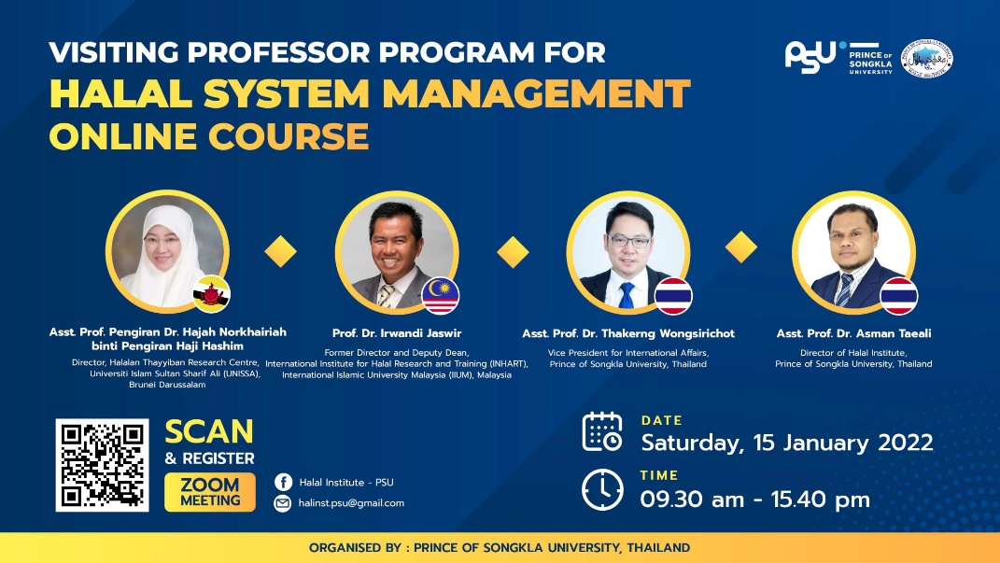 VISITING PROFESSOR PROGRAM FOR
HALAL SYSTEM MANAGEMENT
ONLINE COURSE
PSU
PRINCE OF
SONGKLA
UNIVERSITY
Asst. Prof. Pengiran Dr. Hajah Norkhairiah
binti Pengiran Haji Hashim
Director, Halalan Thayyiban Research Centre,
Universiti Islam Sultan Sharif Ali (UNISSA),
Brunei Darussalam
Prof. Dr. Irwandi Jaswir
Former Director and Deputy Dean,
International Institute for Halal Research and Training (INHART),
International Islamic University Malaysia (IIUM), Malaysia
Asst. Prof. Dr. Thakerng Wongsirichot
Vice President for International Affairs,
Prince of Songkla University, Thailand
Asst. Prof. Dr. Asman Taeali
Director of Halal Institute,
Prince of Songkla University, Thailand
SCAN
& REGISTER
ZOOM
MEETING
Halal Institute - PSU
halinst.psu@gmail.com
DATE
Saturday, 15 January 2022
TIME
09.30 am - 15.40 pm
ORGANISED BY : PRINCE OF SONGKLA UNIVERSITY, THAILAND